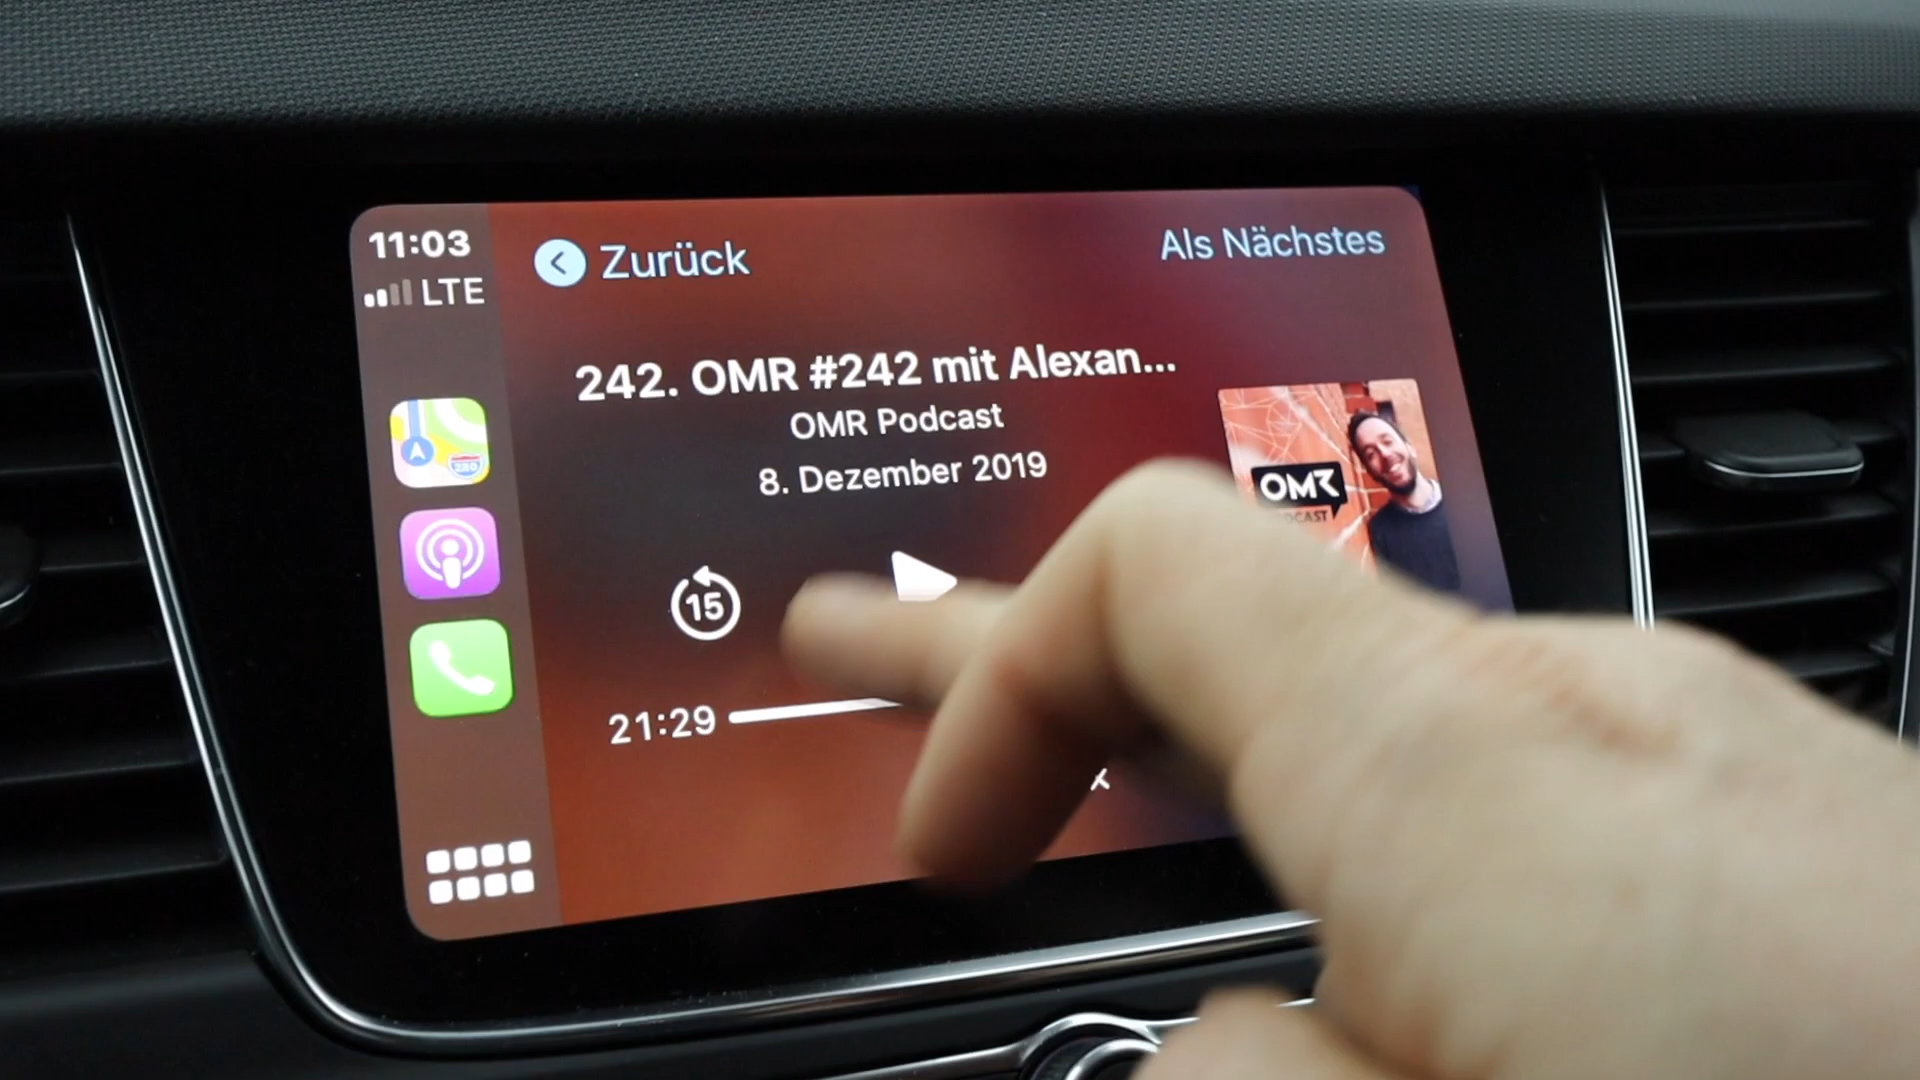 11:03
LTE
Zurück
Als Nächstes
242. OMR #242 mit Alexan...
OMR Podcast
8. Dezember 2019
OMR
15
21:29
x
280